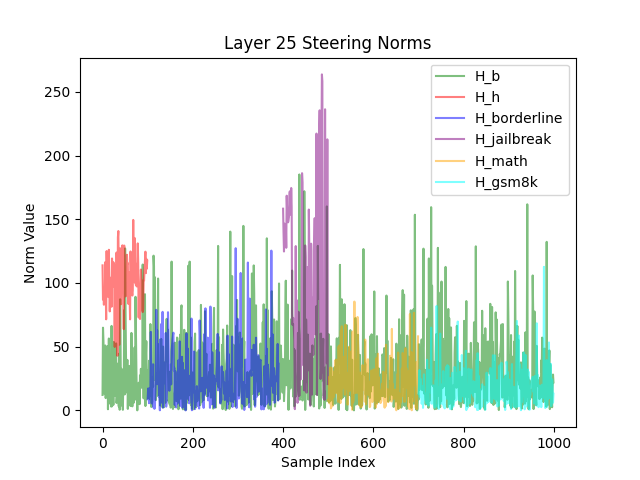 Layer 25 Steering Norms
Norm Value
250
200
150
100
50
0
H_b
H_h
H_borderline
H_jailbreak
H_math
H_gsm8k
0 200 400 600 800 1000
Sample Index